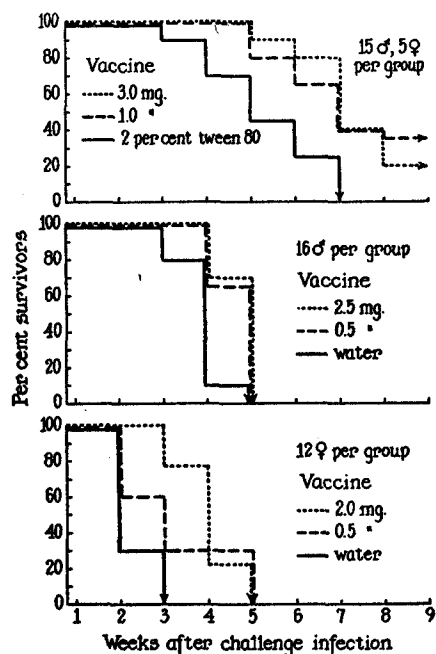 Per cent survivors
100
80
60
40
20
0
15♂, 5♀
per group
Vaccine
3.0 mg.
1.0 "
2 per cent tween 80
100
80
60
40
20
0
16♂ per group
Vaccine
2.5 mg.
0.5 "
water
100
80
60
40
20
0
12♀ per group
Vaccine
2.0 mg.
0.5 "
water
1 2 3 4 5 6 7 8 9
Weeks after challenge infection